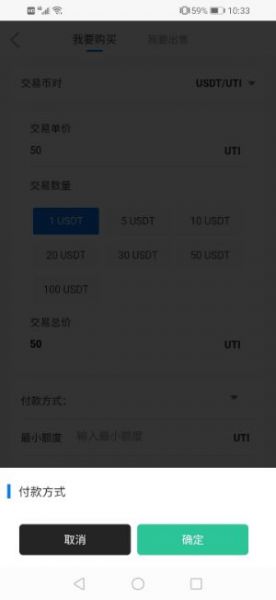 59% 10:33
我要购买 我要出售
交易币对 USDT/UTI
交易单价
50 UTI
交易数量
1 USDT 5 USDT 10 USDT
20 USDT 30 USDT 50 USDT
100 USDT
交易总价
50 UTI
付款方式:
最小额度 输入最小额度 UTI
付款方式
取消 确定